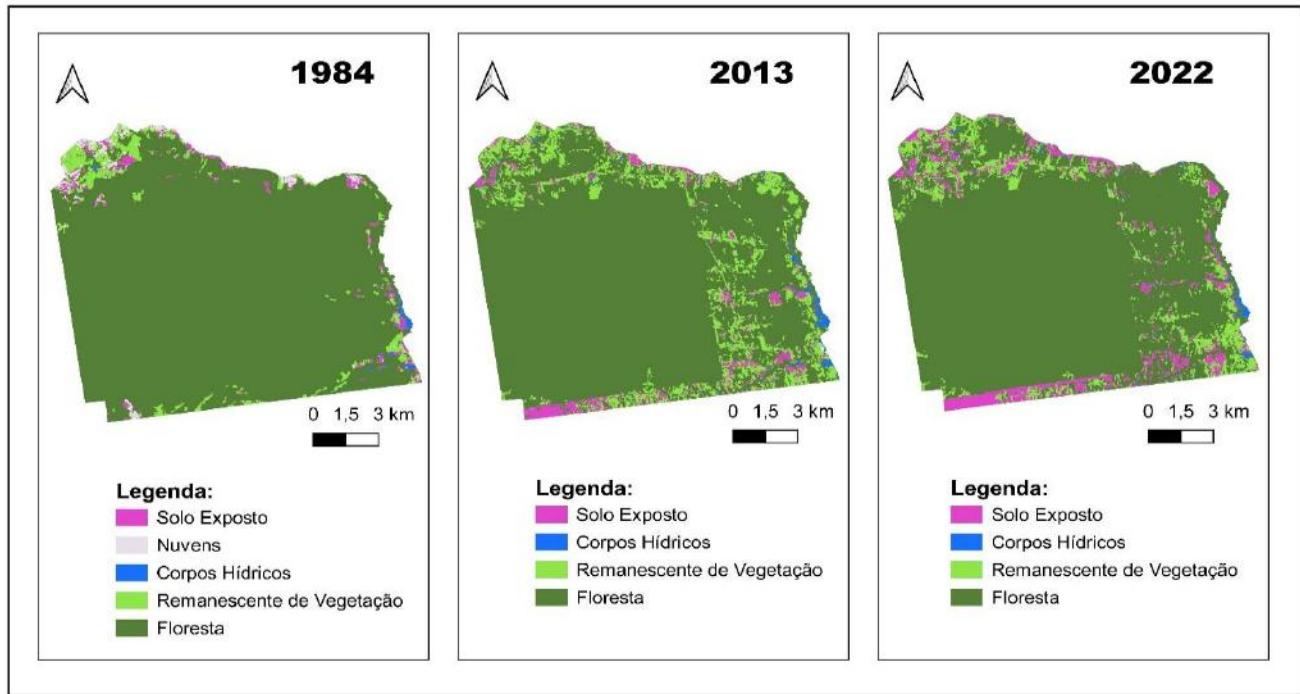 1984
0 1,5 3 km
Legenda:
Solo Exposto
Nuvens
Corpos Hídricos
Remanescente de Vegetação
Floresta
2013
0 1,5 3 km
Legenda:
Solo Exposto
Corpos Hídricos
Remanescente de Vegetação
Floresta
2022
0 1,5 3 km
Legenda:
Solo Exposto
Corpos Hídricos
Remanescente de Vegetação
Floresta